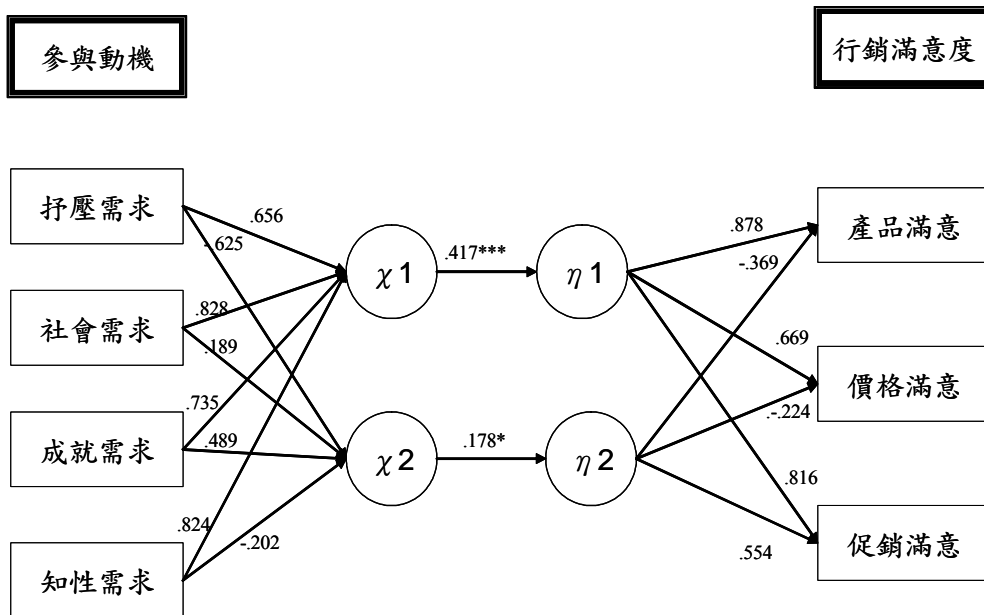 參與動機
行銷滿意度
抒壓需求
社會需求
成就需求
知性需求
.656
-.625
.828
.189
.735
.489
.824
-.202
χ1
χ2
.417***
.178*
η1
η2
.878
-.369
.669
.-.224
.816
.554
產品滿意
價格滿意
促銷滿意